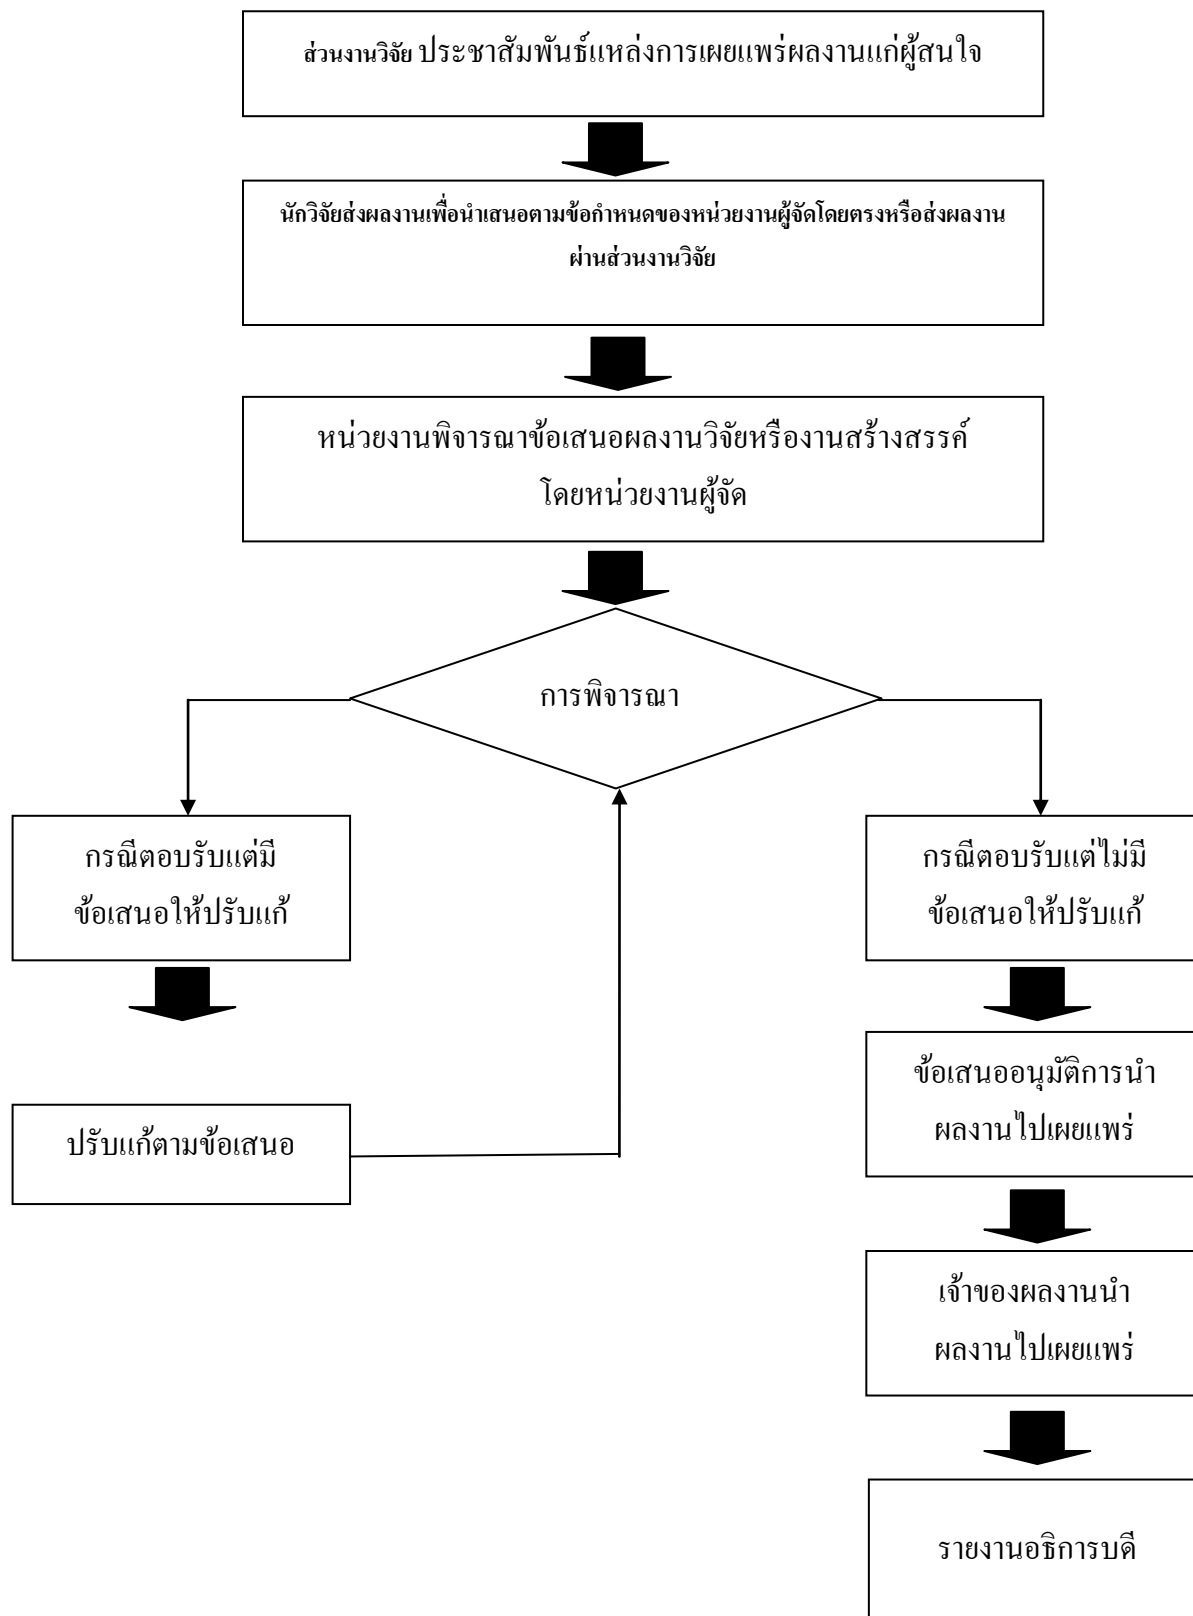 ส่วนงานวิจัย ประชาสัมพันธ์แหล่งการเผยแพร่ผลงานแก่ผู้สนใจ
นักวิจัยส่งผลงานเพื่อนำเสนอตามข้อกำหนดของหน่วยงานผู้จัดโดยตรงหรือส่งผลงาน
ผ่านส่วนงานวิจัย
หน่วยงานพิจารณาข้อเสนอผลงานวิจัยหรืองานสร้างสรรค์
โดยหน่วยงานผู้จัด
การพิจารณา
กรณีตอบรับแต่มี
ข้อเสนอให้ปรับแก้
ปรับแก้ตามข้อเสนอ
กรณีตอบรับแต่ไม่มี
ข้อเสนอให้ปรับแก้
ข้อเสนออนุมัติการนำ
ผลงานไปเผยแพร่
เจ้าของผลงานนำ
ผลงานไปเผยแพร่
รายงานอธิการบดี